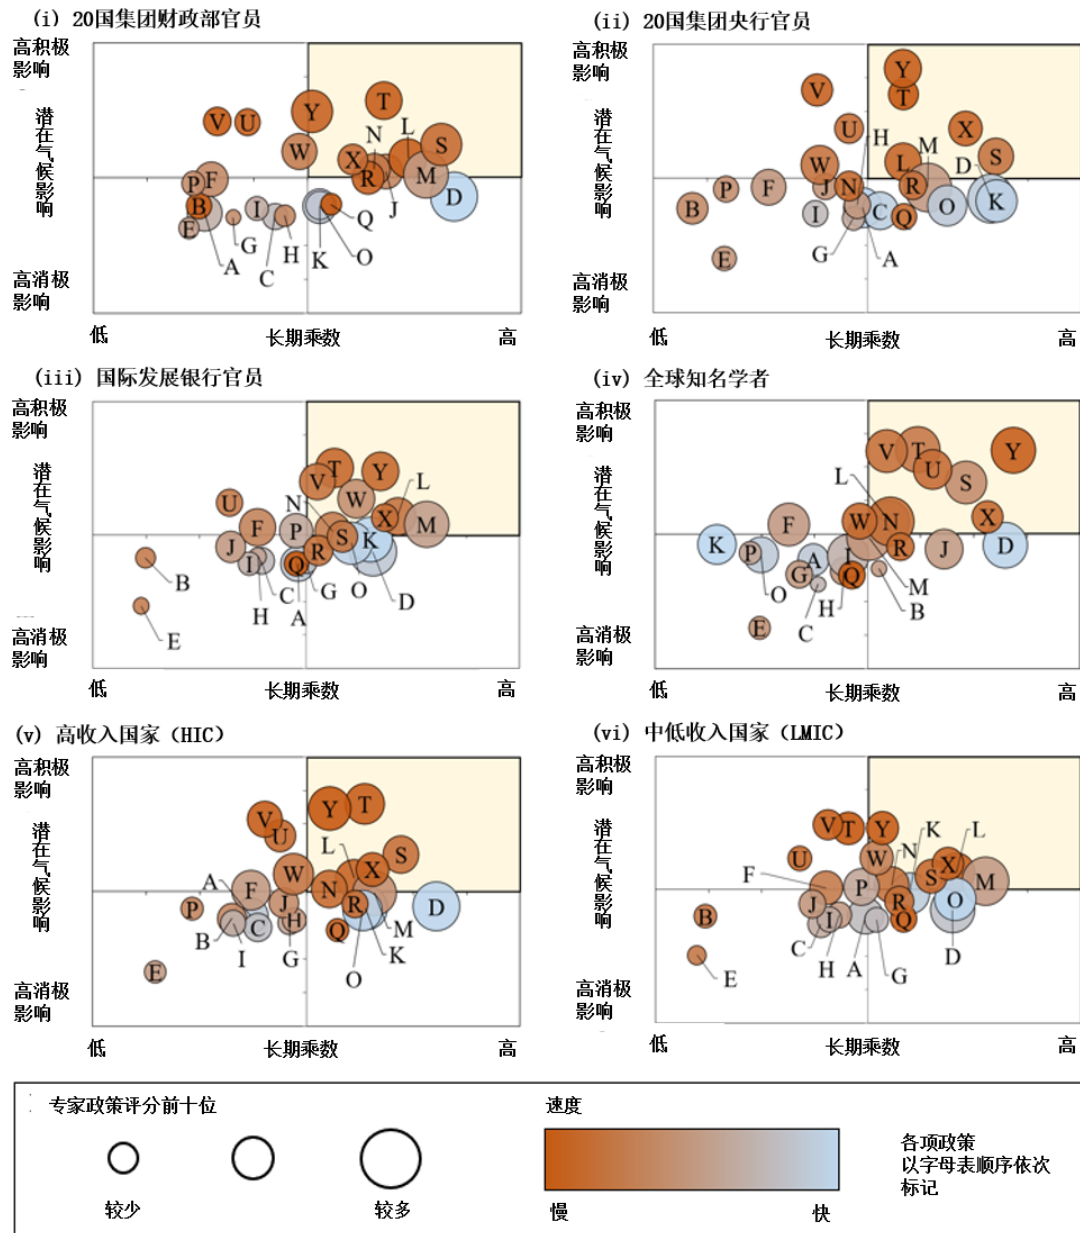 (i) 20国集团财政部官员
高积极
影响
潜在气候影响
高消极
影响
Y
T
V
U
N
L
S
W
X
R
M
P
F
D
B
I
Q
J
E
G
A
C
H
K
O
低
长期乘数
高
(ii) 20国集团央行官员
高积极
影响
潜在气候影响
高消极
影响
Y
V
T
U
H
X
M
W
L
D
S
P
F
J
N
R
B
I
C
Q
O
K
G
A
E
低
长期乘数
高
(iii) 国际发展银行官员
高积极
影响
潜在气候影响
高消极
影响
T
V
Y
L
U
N
W
F
P
X
M
J
S
K
R
B
I
Q
H
C
A
G
O
D
E
低
长期乘数
高
(iv) 全球知名学者
高积极
影响
潜在气候影响
高消极
影响
V
T
Y
U
L
S
F
W
N
X
K
P
A
I
R
J
D
G
Q
O
H
M
C
B
E
低
长期乘数
高
(v) 高收入国家（HIC）
高积极
影响
潜在气候影响
高消极
影响
Y
T
V
U
L
S
A
F
W
X
P
J
N
R
D
B
C
H
Q
M
I
G
K
O
E
低
长期乘数
高
(vi) 中低收入国家（LMIC）
高积极
影响
潜在气候影响
高消极
影响
V
T
Y
K
L
U
W
N
F
P
X
S
M
J
R
O
B
I
Q
C
H
A
G
D
E
低
长期乘数
高
专家政策评分前十位
较少
较多
速度
慢
快
各项政策
以字母表顺序依次
标记